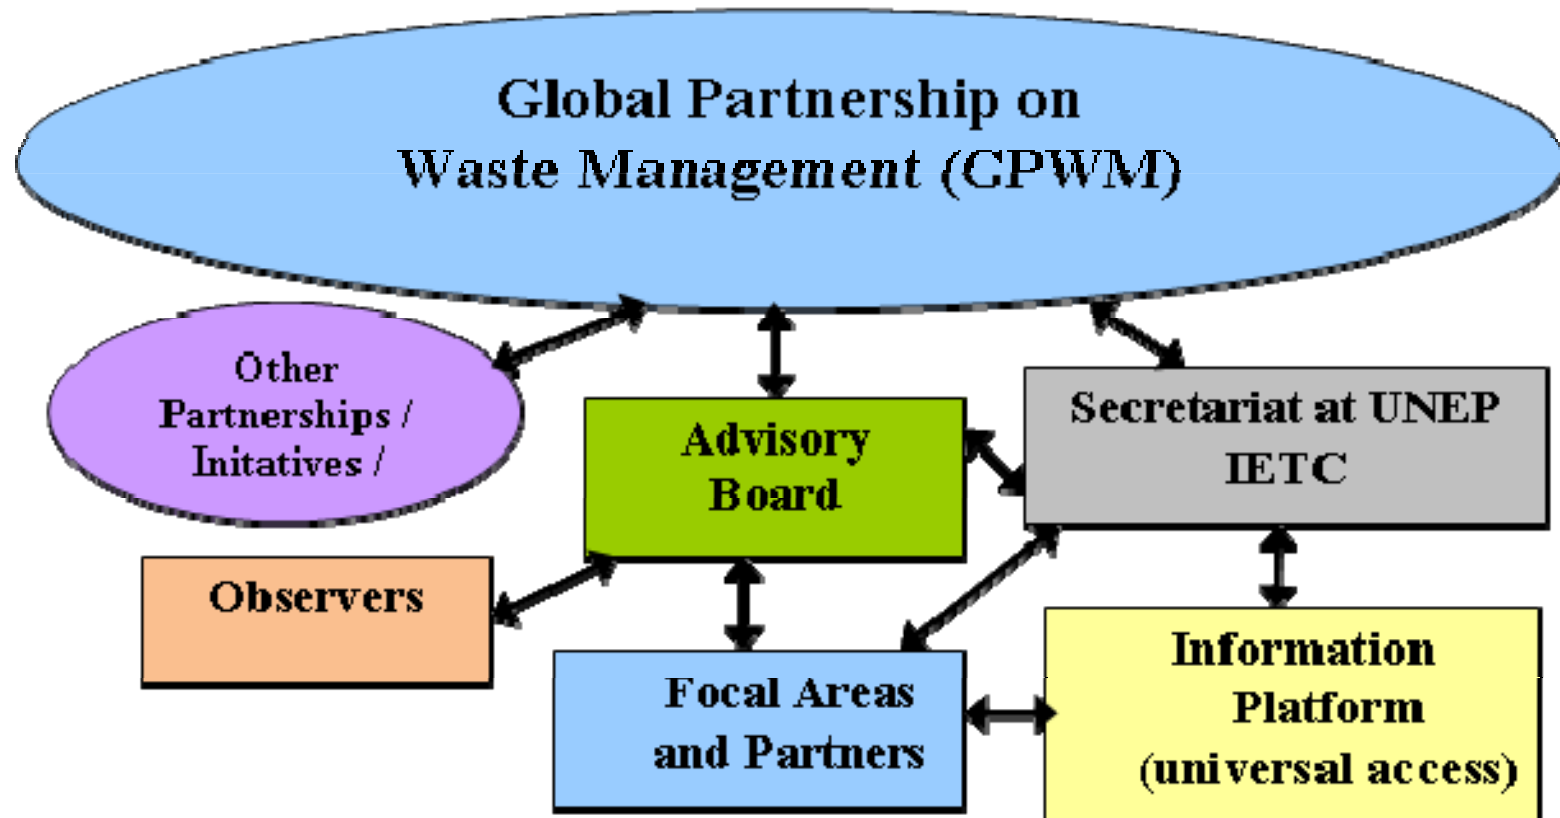 Global Partnership on
Waste Management (GPWM)
Other
Partnerships /
Initatives /
Advisory
Board
Secretariat at UNEP
IETC
Observers
Focal Areas
and Partners
Information
Platform
(universal access)